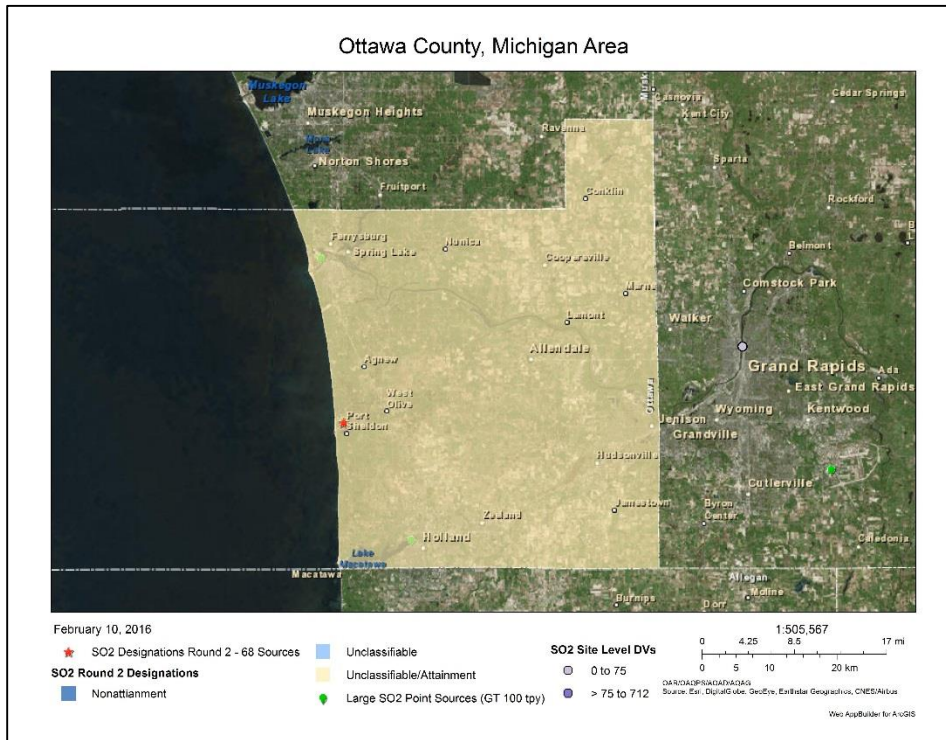 Ottawa County, Michigan Area
Muskegon
Lake
Casnovia
Cedar Springs
Muskegon Heights
Kent City
Ravenna
Mona
Lake
Norton Shores
Sparta
Fruitport
Conklin
Rockford
Ferrysburg
Nunica
Spring Lake
Coopersville
Belmont
Marne
Comstock Park
Lamont
Walker
Allendale
Agnew
Grand Rapids
Ada
West
Olive
East Grand Rapids
Ottawa
Wyoming
Kentwood
Port
Sheldon
Jenison
Grandville
Hudsonville
Cutlerville
Jamestown
Byron
Center
Zeeland
Holland
Caledonia
Lake
Macatawa
Macatawa
Allegan
Moline
Burnips
Dorr
February 10, 2016
SO2 Designations Round 2 - 68 Sources
SO2 Round 2 Designations
Nonattianment
Unclassifiable
Unclassifiable/Attainment
Large SO2 Point Sources (GT 100 tpy)
SO2 Site Level DVs
0 to 75
> 75 to 712
1:505,567
0 4.25 8.5 17 mi
0 5 10 20 km
OAR/OAQPS/AQAD/AQAG
Source: Esri, DigitalGlobe, GeoEye, Earthstar Geographics, CNES/Airbus
Web AppBuilder for ArcGIS